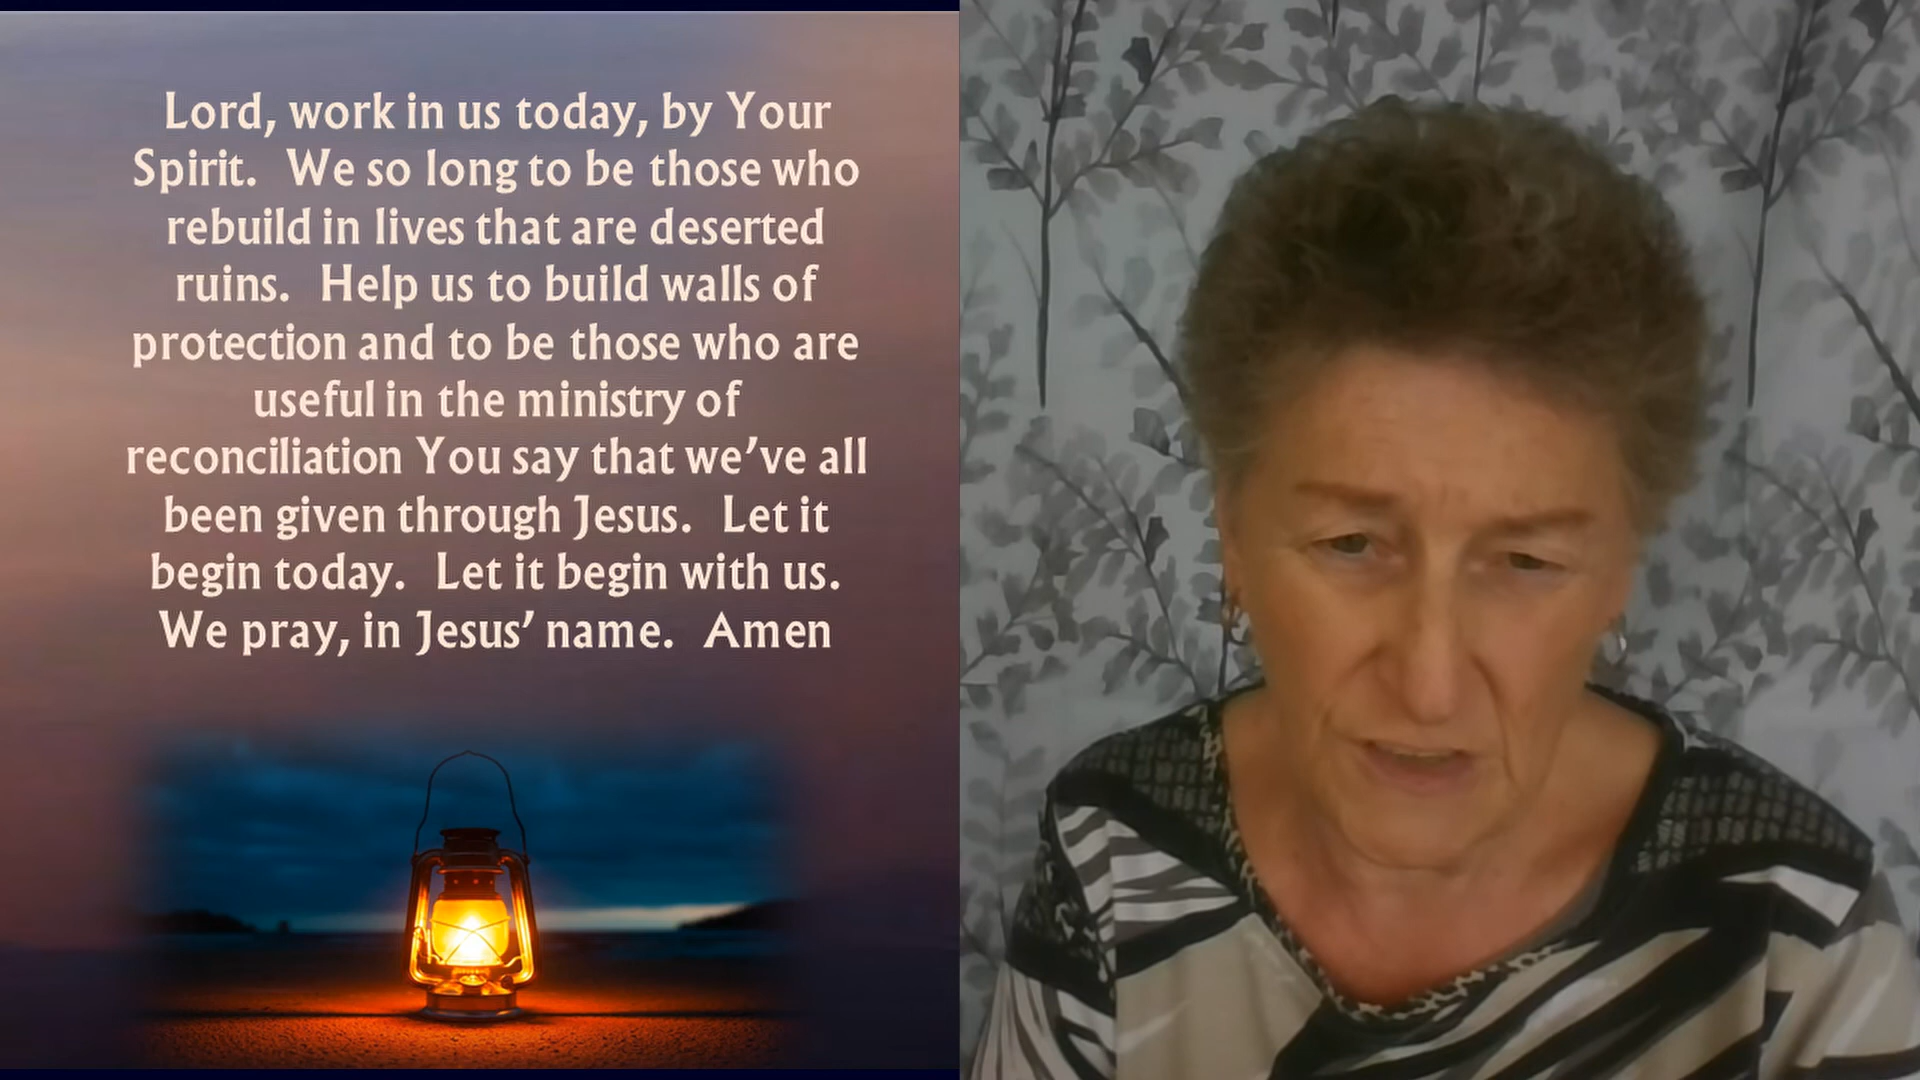 Lord, work in us today, by Your
Spirit. We so long to be those who
rebuild in lives that are deserted
ruins. Help us to build walls of
protection and to be those who are
useful in the ministry of
reconciliation You say that we’ve all
been given through Jesus. Let it
begin today. Let it begin with us.
We pray, in Jesus’ name. Amen